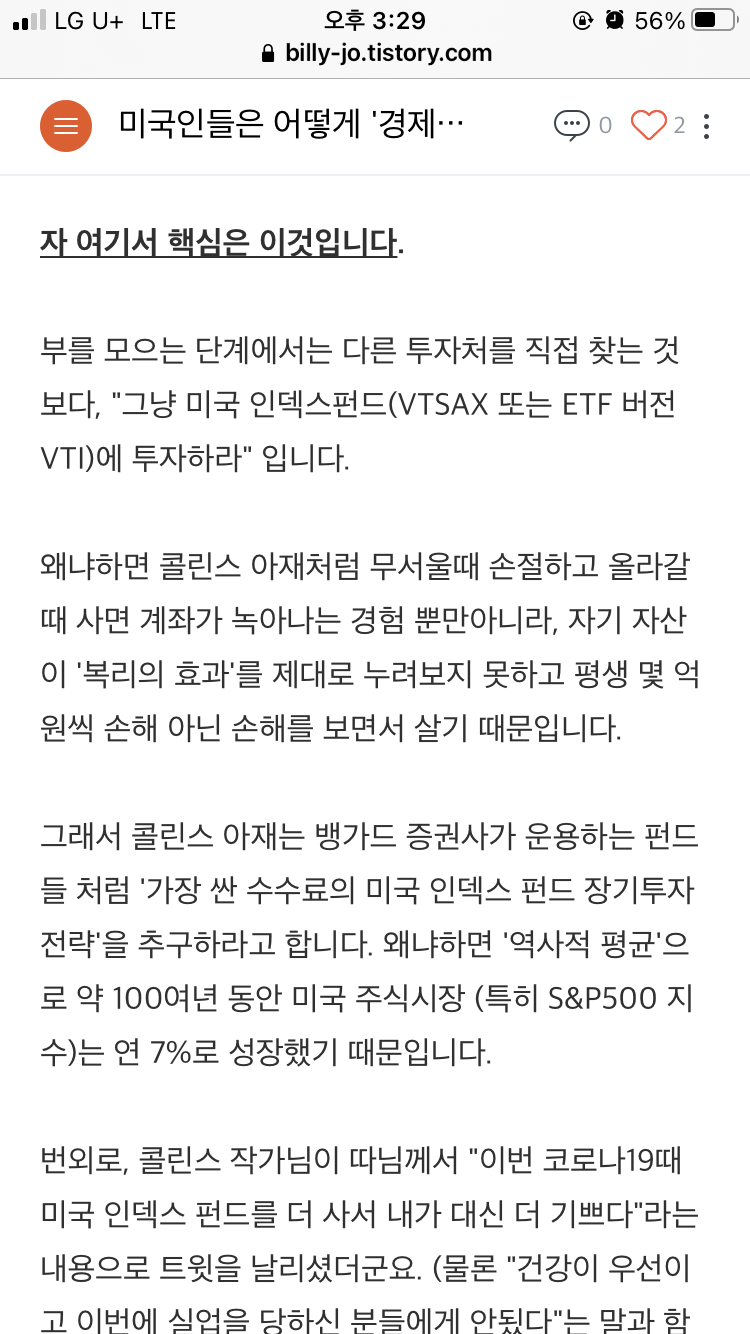 LG U+ LTE 오후 3:29 56%
billy-jo.tistory.com
미국인들은 어떻게 '경제… 0 2
자 여기서 핵심은 이것입니다.
부를 모으는 단계에서는 다른 투자처를 직접 찾는 것
보다, "그냥 미국 인덱스펀드(VTSAX 또는 ETF 버전
VTI)에 투자하라" 입니다.
왜냐하면 콜린스 아재처럼 무서울때 손절하고 올라갈
때 사면 계좌가 녹아나는 경험 뿐만아니라, 자기 자산
이 '복리의 효과'를 제대로 누려보지 못하고 평생 몇 억
원씩 손해 아닌 손해를 보면서 살기 때문입니다.
그래서 콜린스 아재는 뱅가드 증권사가 운용하는 펀드
들 처럼 '가장 싼 수수료의 미국 인덱스 펀드 장기투자
전략'을 추구하라고 합니다. 왜냐하면 '역사적 평균'으
로 약 100여년 동안 미국 주식시장 (특히 S&P500 지
수)는 연 7%로 성장했기 때문입니다.
번외로, 콜린스 작가님이 따님께서 "이번 코로나19때
미국 인덱스 펀드를 더 사서 내가 대신 더 기쁘다"라는
내용으로 트윗을 날리셨더군요. (물론 "건강이 우선이
고 이번에 실업을 당하신 분들에게 안됬다"는 말과 함